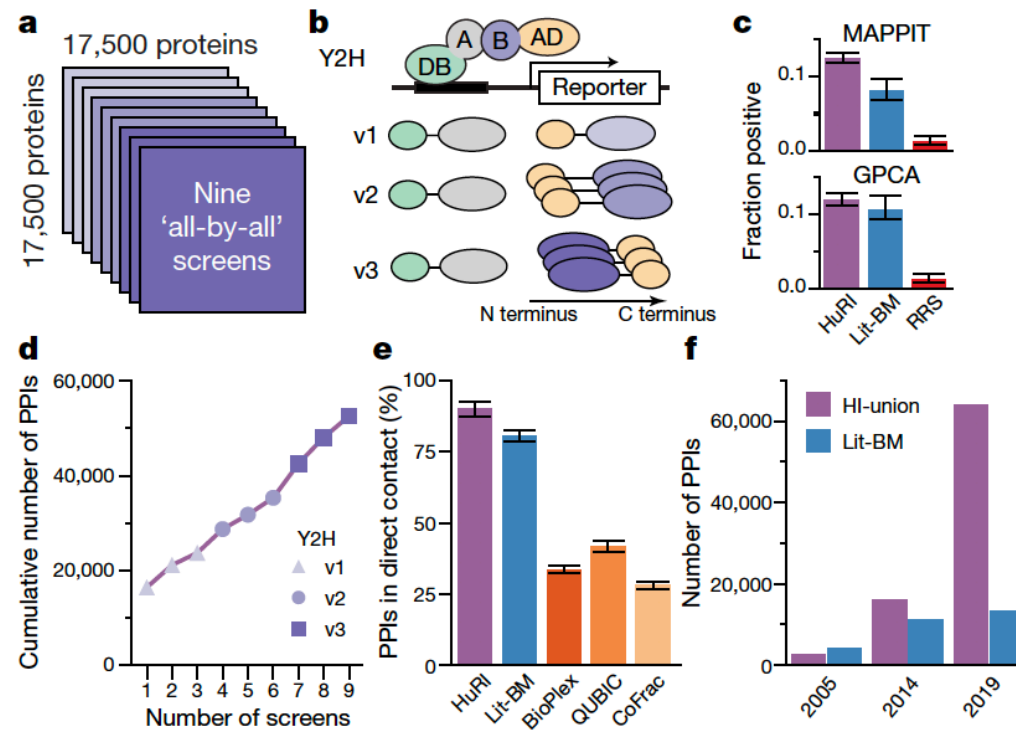 a
17,500 proteins
17,500 proteins
Nine
‘all-by-all’
screens
b
Y2H
A
B
AD
DB
Reporter
v1
v2
v3
N terminus
C terminus
c
MAPPIT
0.1
0.0
GPCA
0.1
0.0
Fraction positive
HuRI
Lit-BM
RRS
d
Cumulative number of PPIs
60,000
40,000
20,000
0
Y2H
v1
v2
v3
1 2 3 4 5 6 7 8 9
Number of screens
e
PPIs in direct contact (%)
100
75
50
25
0
HuRI
Lit-BM
BioPlex
QUBIC
CoFrac
f
Number of PPIs
HI-union
Lit-BM
60,000
40,000
20,000
0
2005
2014
2019